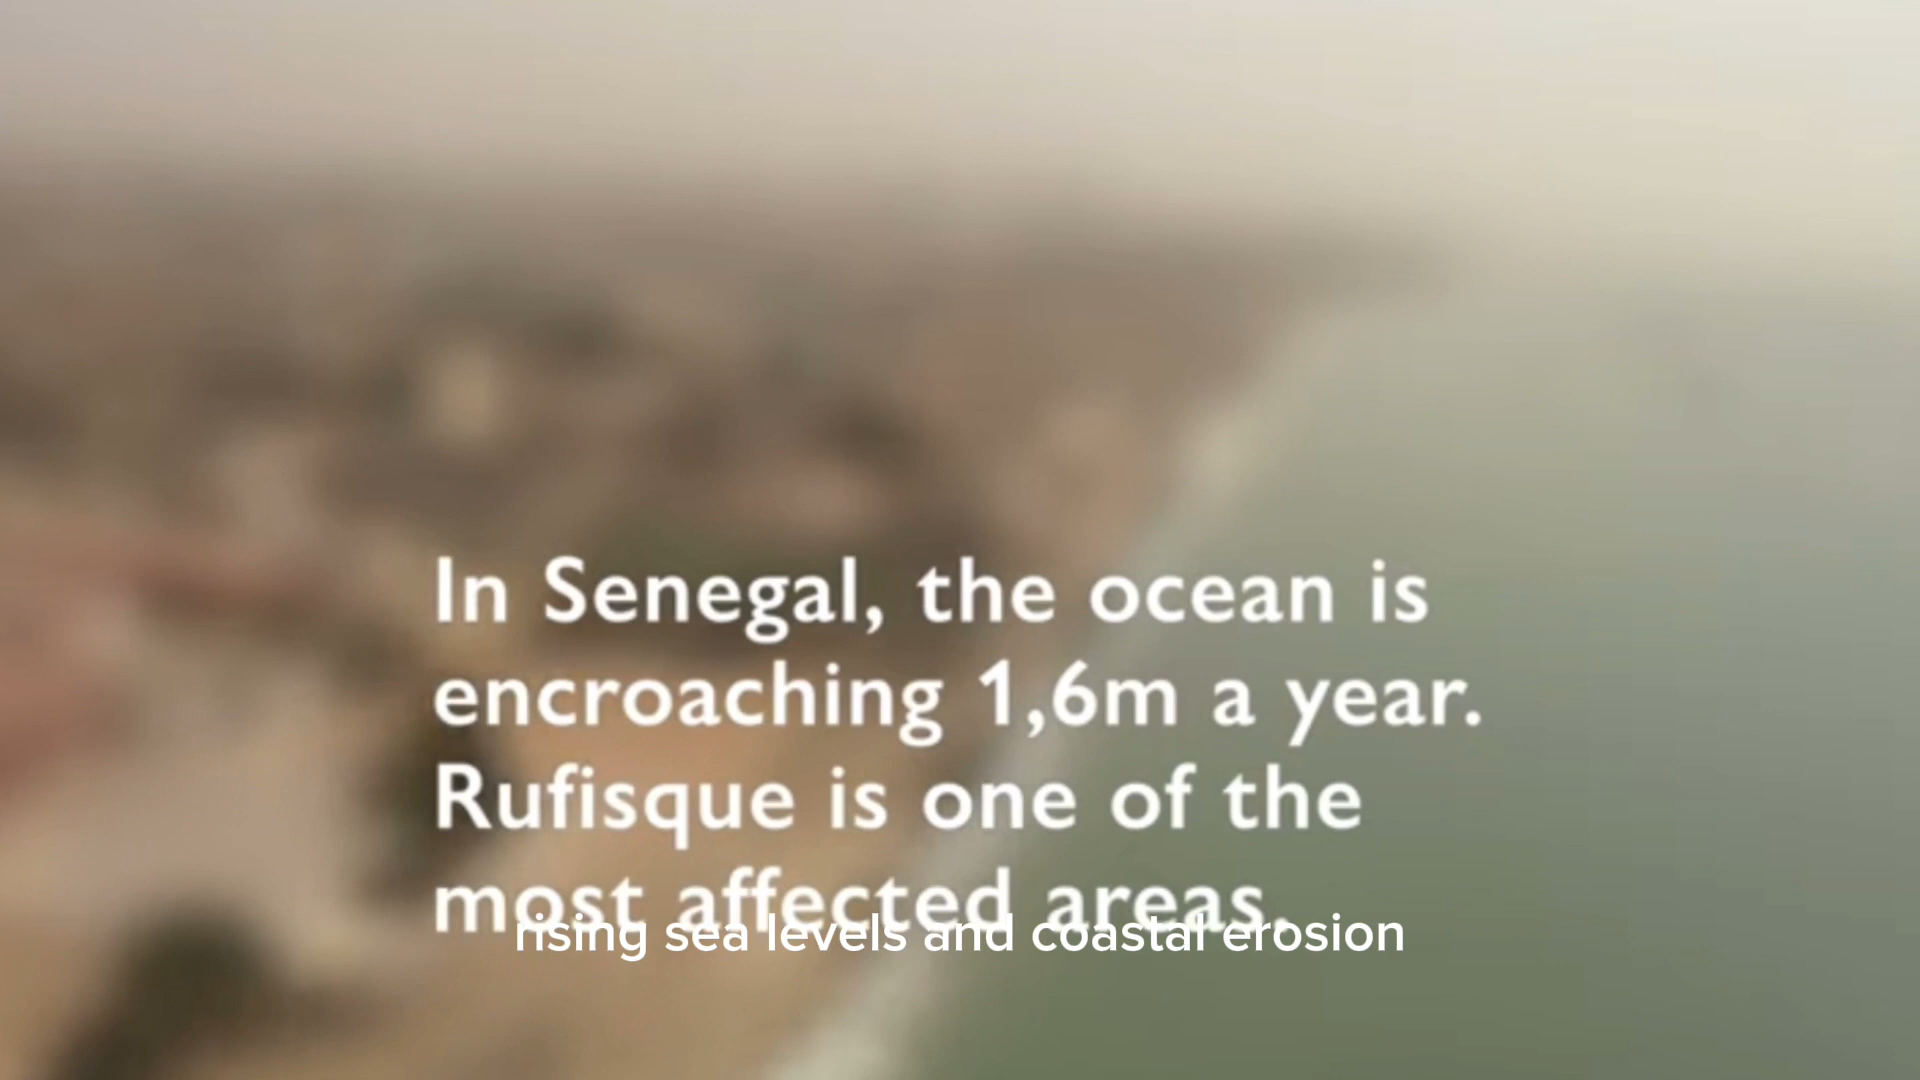 In Senegal, the ocean is
encroaching 1,6m a year.
Rufisque is one of the
most affected areas.
rising sea levels and coastal erosion